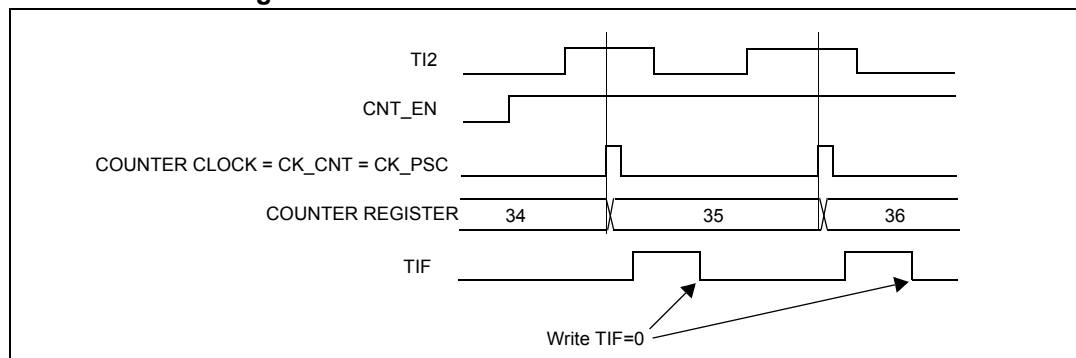 TI2
CNT_EN
COUNTER CLOCK = CK_CNT = CK_PSC
COUNTER REGISTER 34 35 36
TIF
Write TIF=0